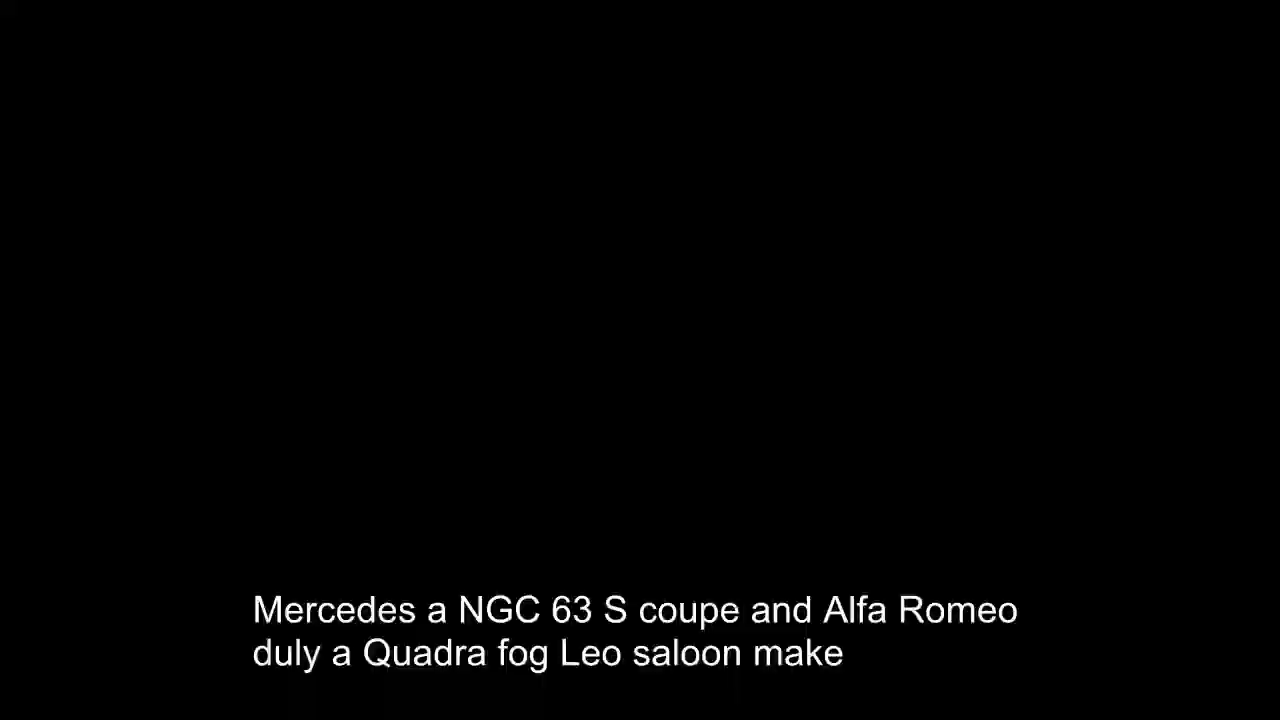 Mercedes a NGC 63 S coupe and Alfa Romeo
duly a Quadra fog Leo saloon make